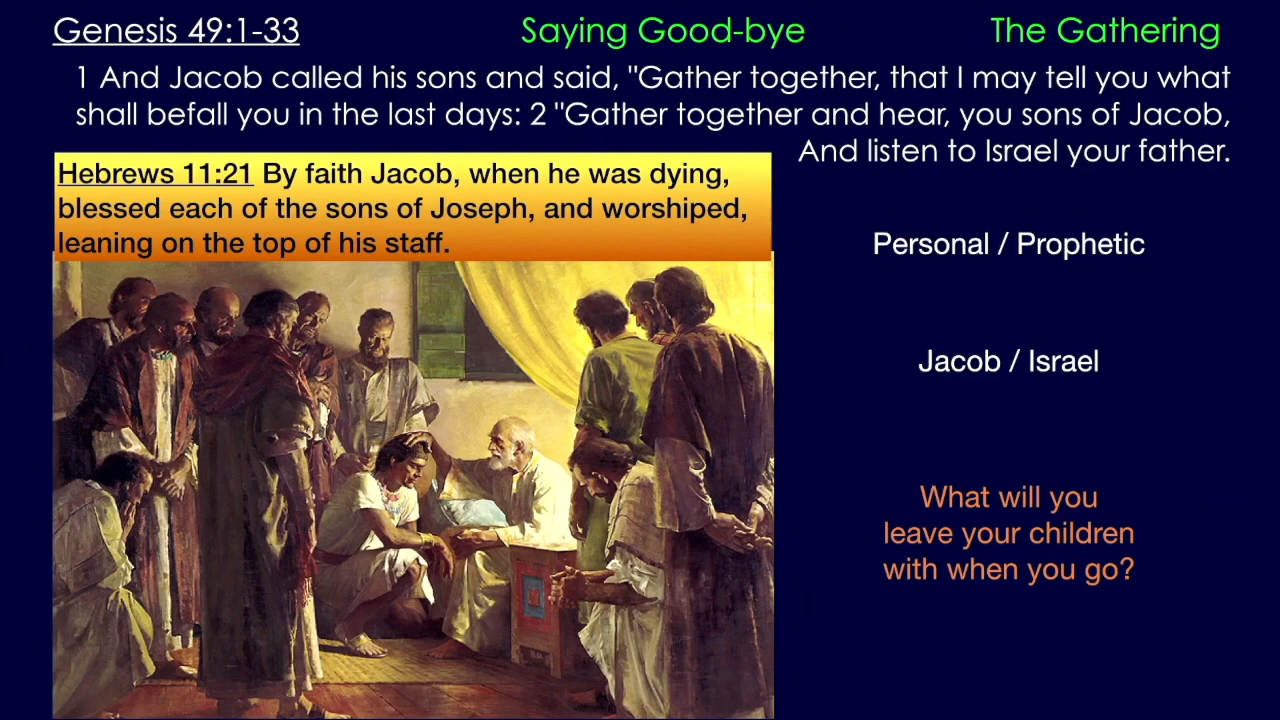 Genesis 49:1-33 Saying Good-bye The Gathering
1 And Jacob called his sons and said, "Gather together, that I may tell you what
shall befall you in the last days: 2 "Gather together and hear, you sons of Jacob,
And listen to Israel your father.
Hebrews 11:21 By faith Jacob, when he was dying,
blessed each of the sons of Joseph, and worshiped,
leaning on the top of his staff.
Personal / Prophetic
Jacob / Israel
What will you
leave your children
with when you go?